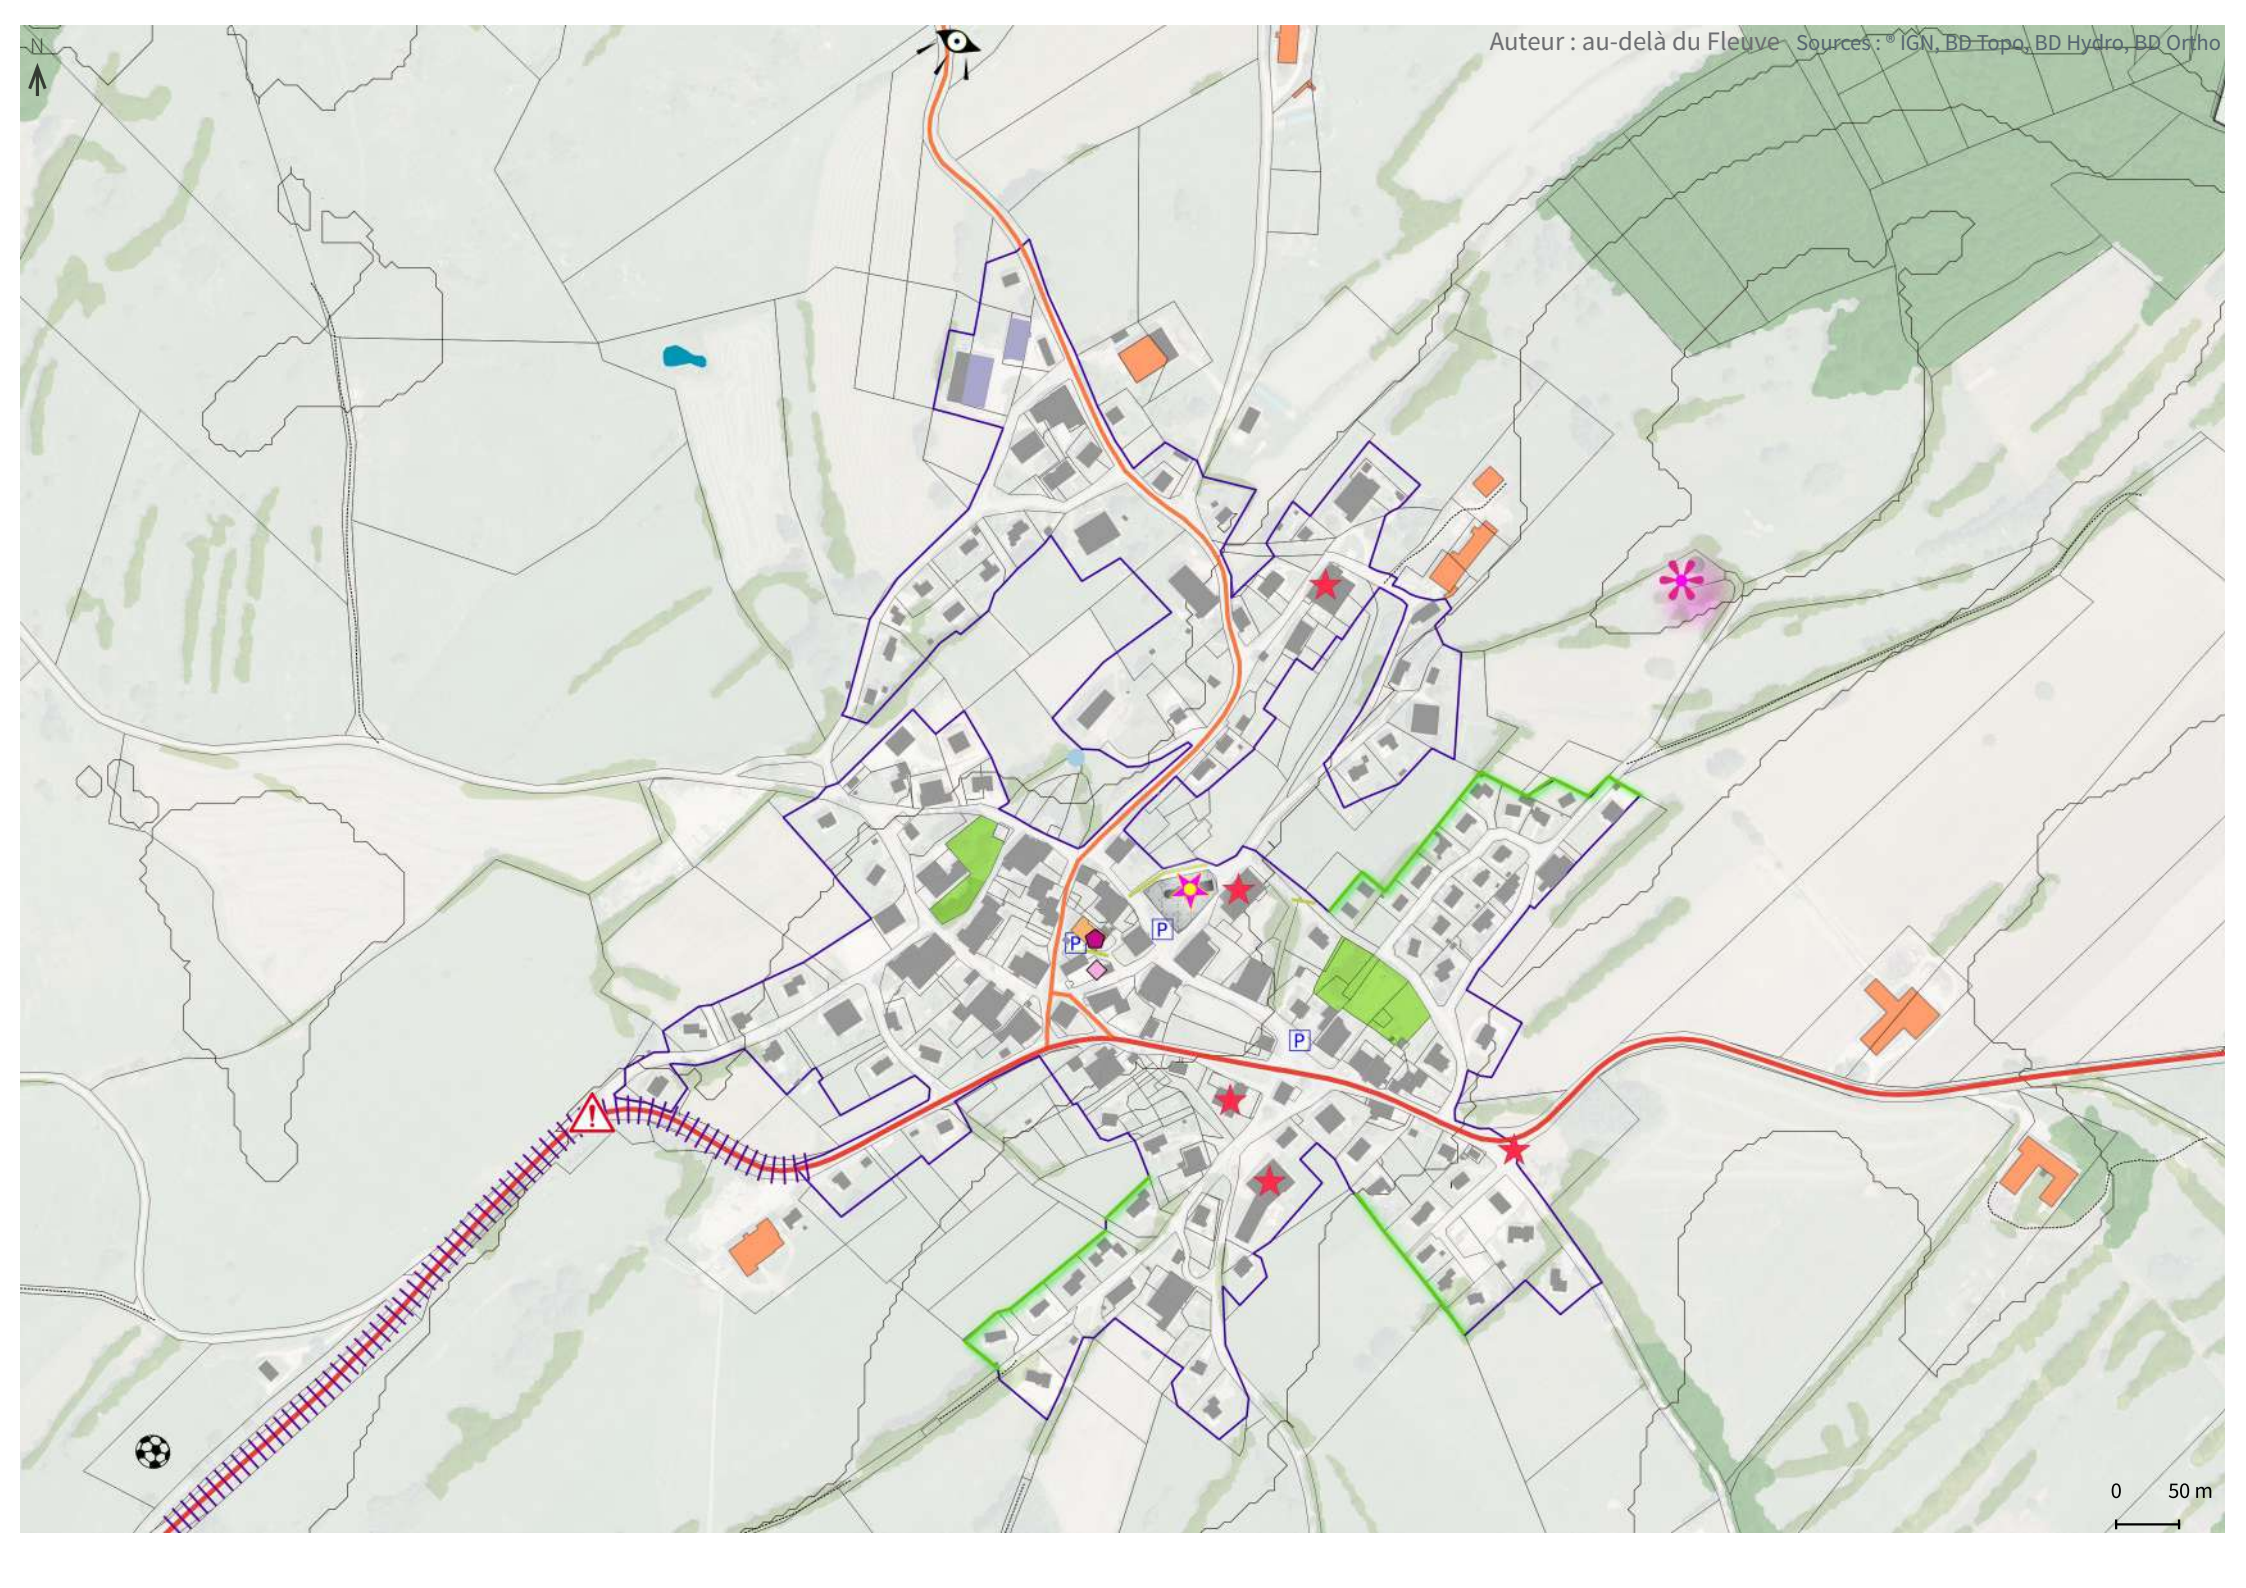 Auteur : au-delà du Fleuve Sources : ® IGN, BD Topo, BD Hydro, BD Ortho
N
P
P
P
0 50 m